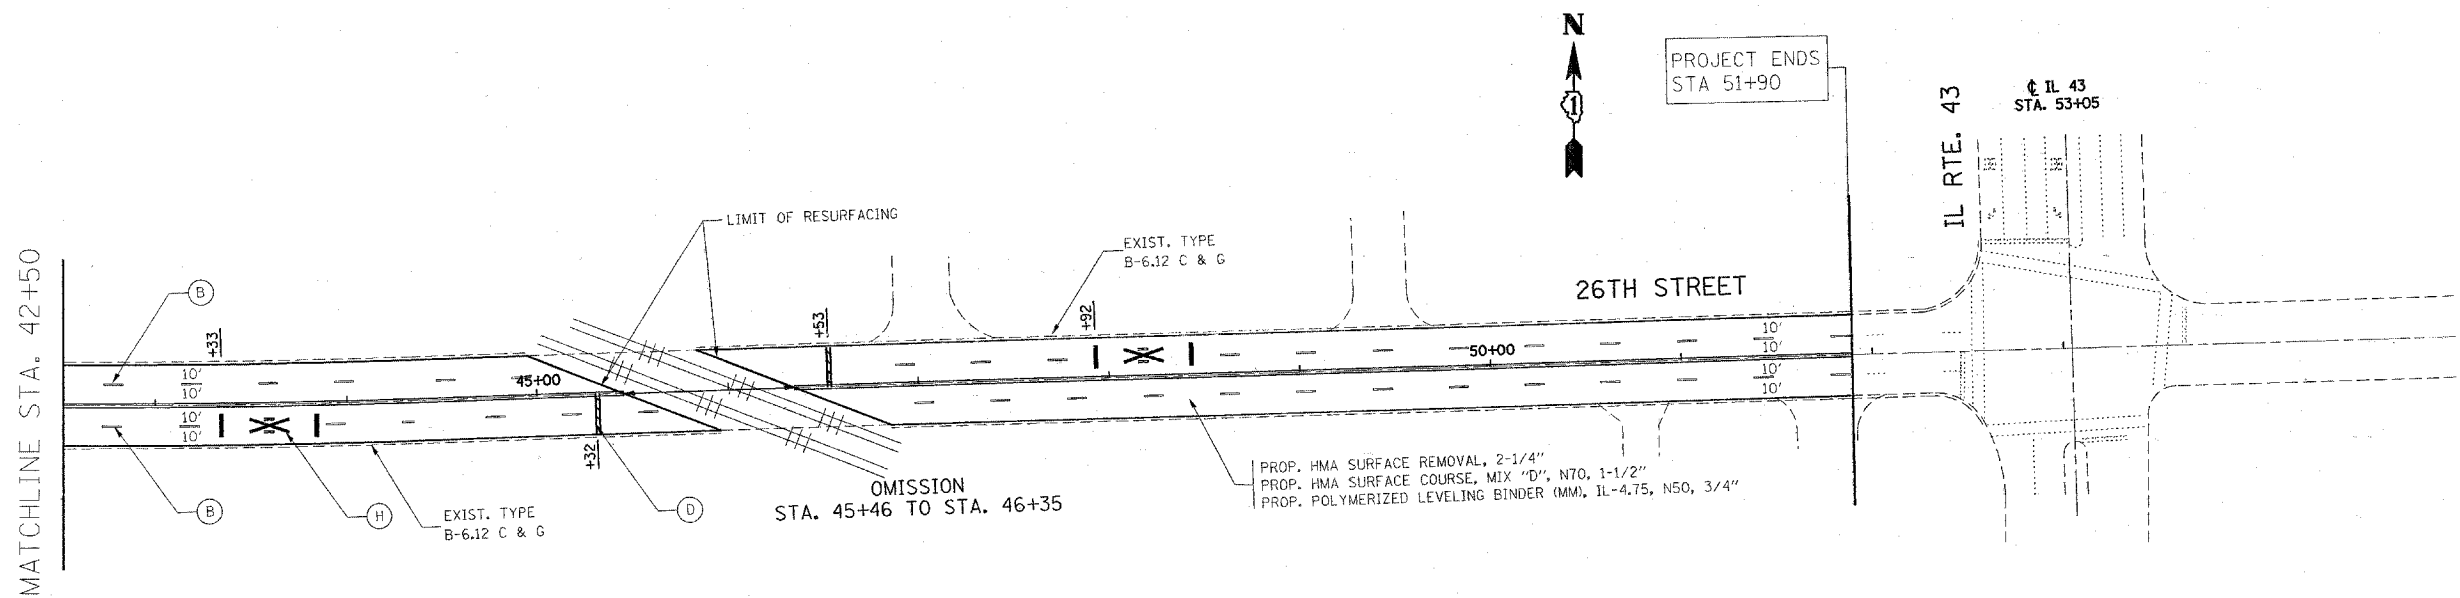 N
1
PROJECT ENDS
STA 51+90
IL RTE. 43
℄ IL 43
STA. 53+05
MATCHLINE STA. 42+50
LIMIT OF RESURFACING
EXIST. TYPE
B-6.12 C & G
26TH STREET
B
+33
+53
+92
10'
10'
10'
10'
45+00
50+00
10'
10'
10'
10'
+32
B
H
D
EXIST. TYPE
B-6.12 C & G
OMISSION
STA. 45+46 TO STA. 46+35
PROP. HMA SURFACE REMOVAL, 2-1/4"
PROP. HMA SURFACE COURSE, MIX "D", N70, 1-1/2"
PROP. POLYMERIZED LEVELING BINDER (MM), IL-4.75, N50, 3/4"